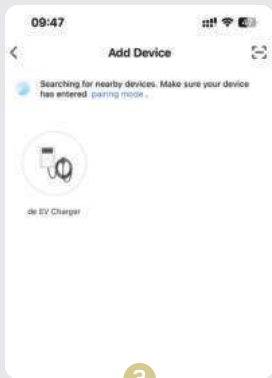 09:47
Add Device
Searching for nearby devices. Make sure your device
has entered pairing mode.
de EV Charger